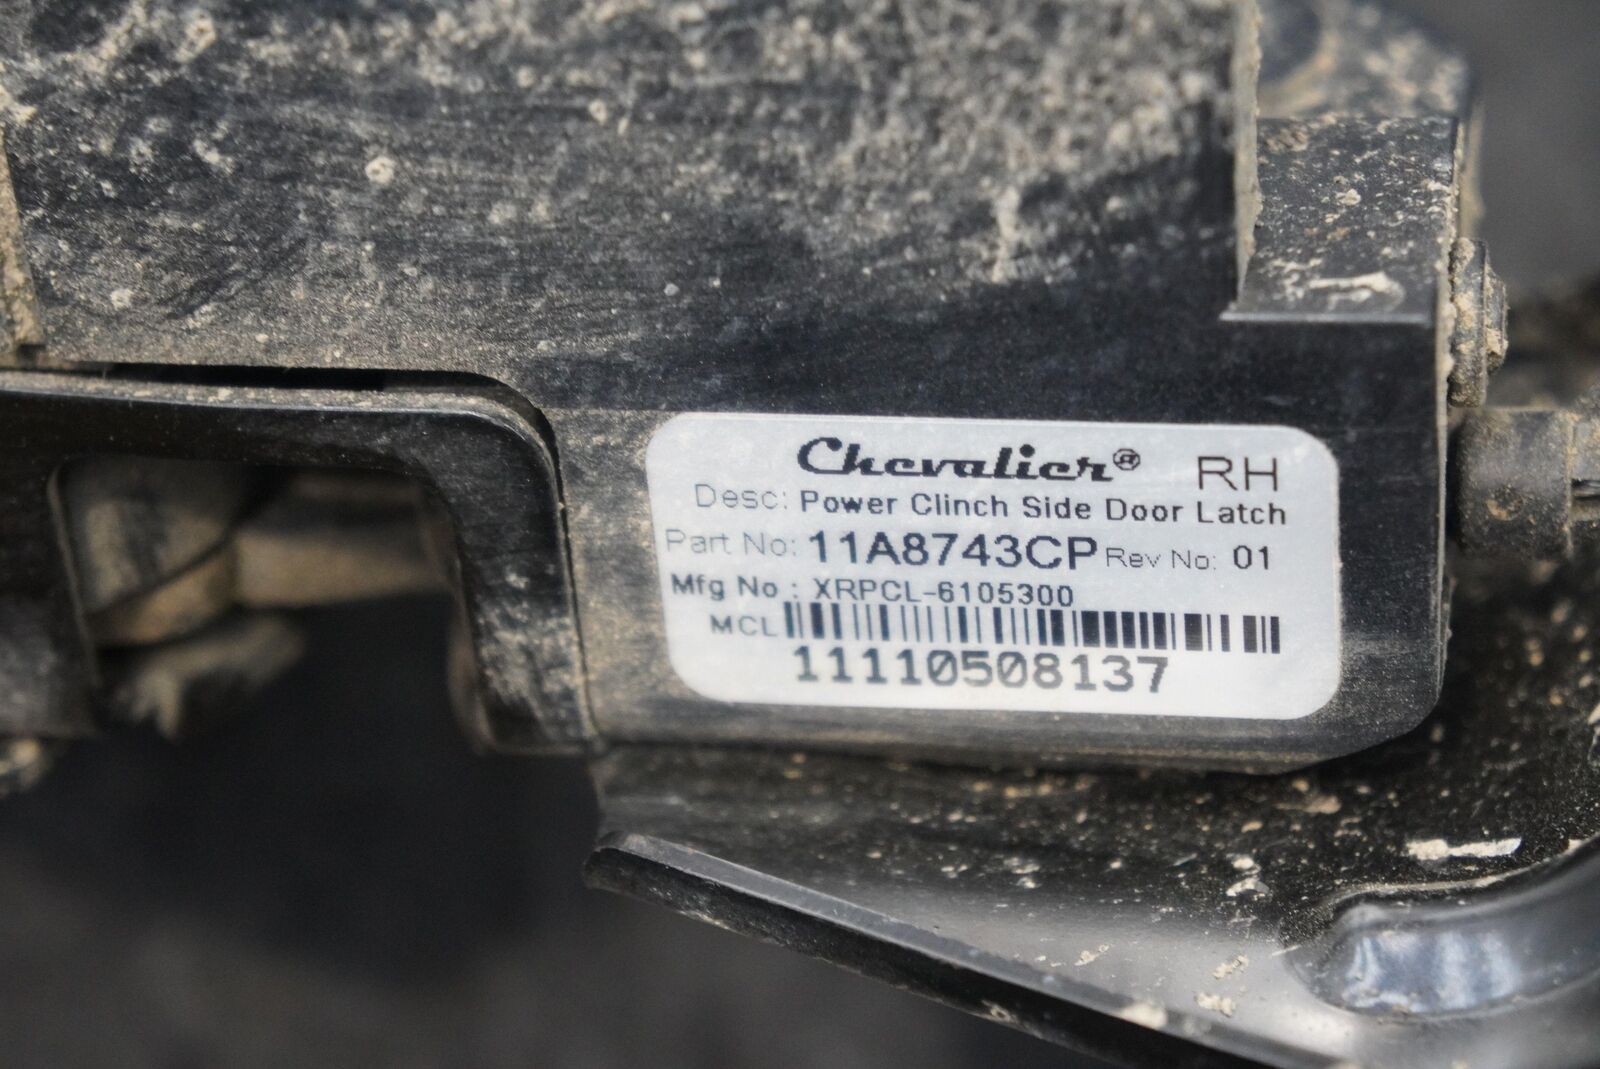 Chevalier® RH
Desc: Power Clinch Side Door Latch
Part No: 11A8743CP Rev No: 01
Mfg No : XRPCL-6105300
MCL
11110508137